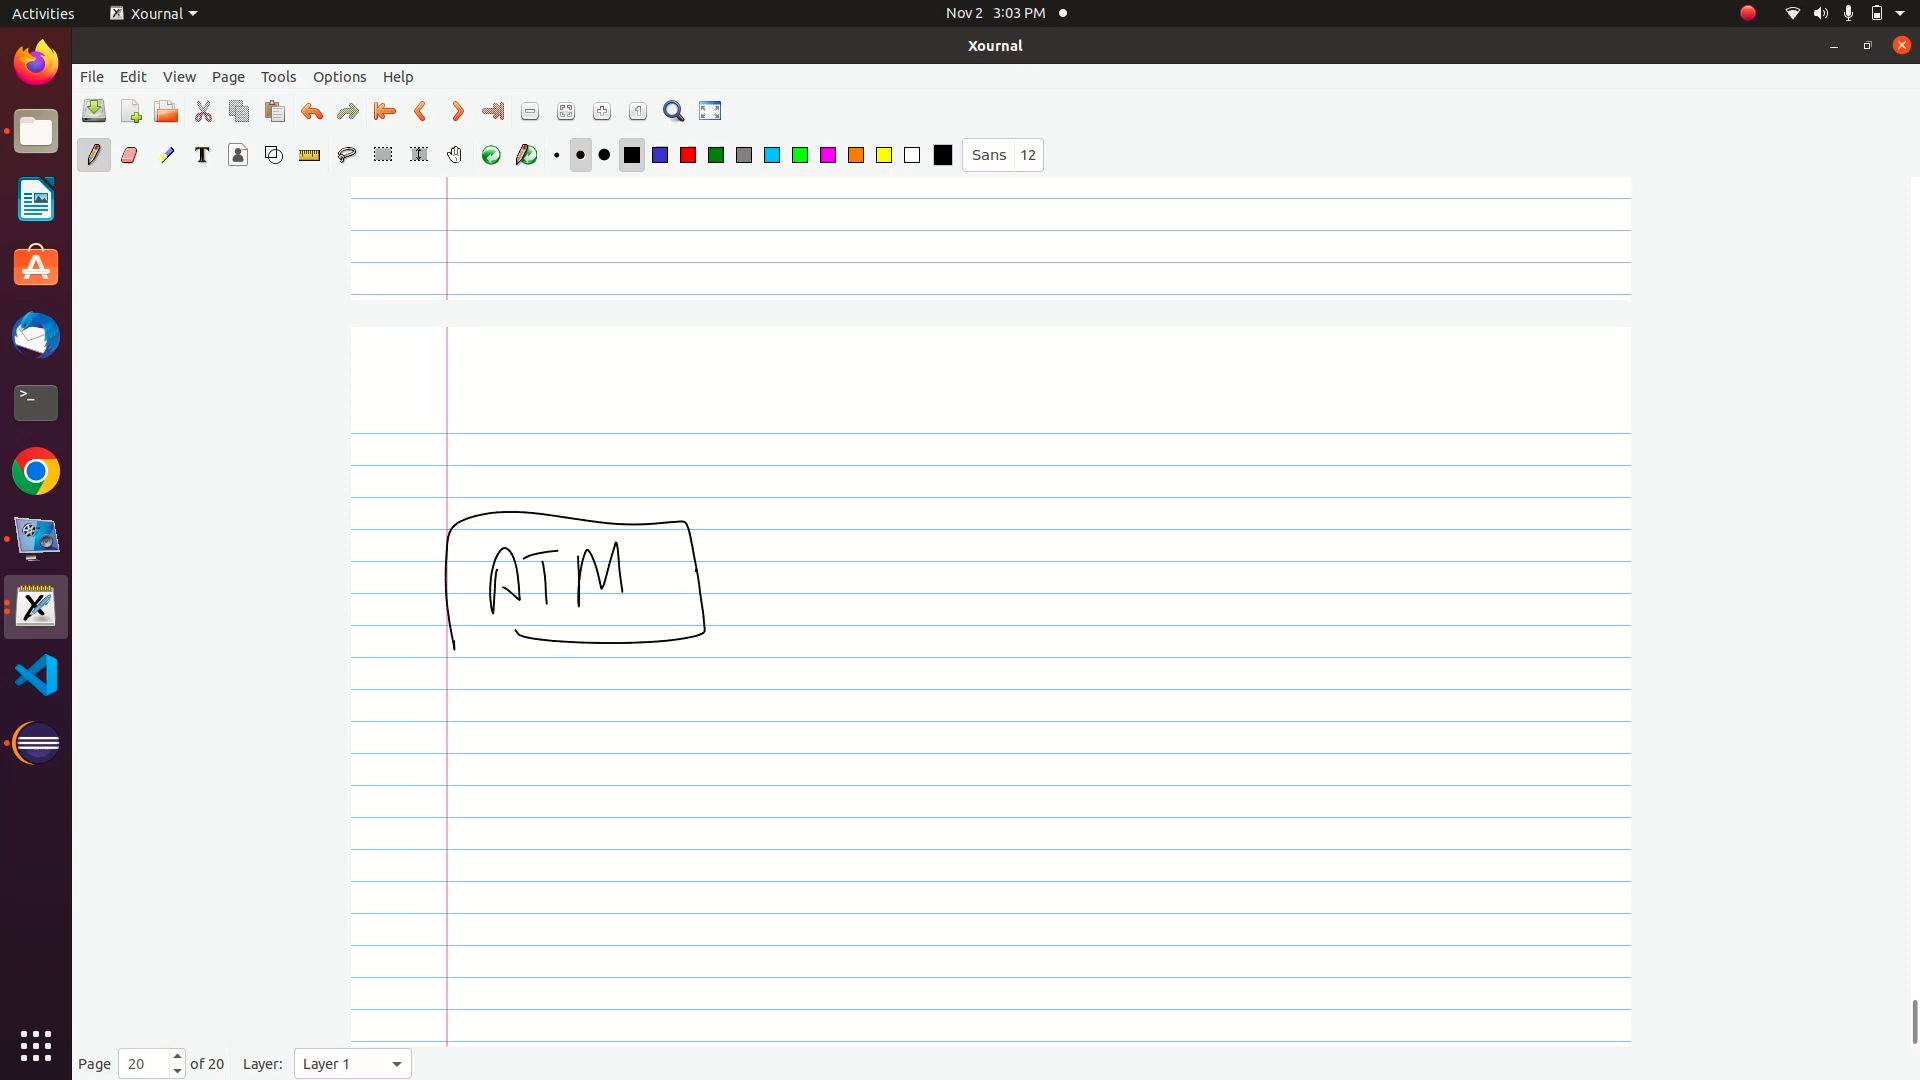 Activities Xournal Nov 2 3:03 PM
Xournal
File Edit View Page Tools Options Help
T Sans 12
ATM
Page 20 of 20 Layer: Layer 1